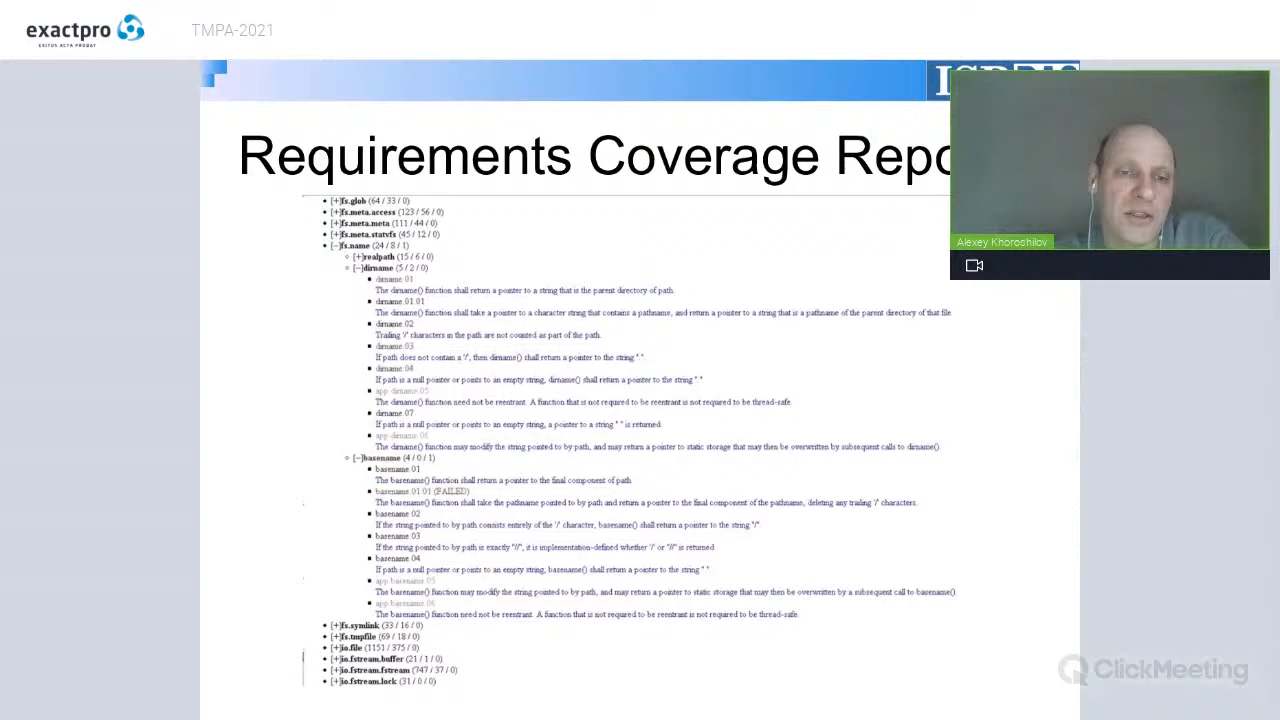 exactpro
EXITUS ACTA PROBAT
TMPA-2021
Requirements Coverage Repo
Alexey Khoroshilov
[+]fs.glob (64 / 33 / 0)
[+]fs.meta.access (123 / 56 / 0)
[+]fs.meta.meta (111 / 44 / 0)
[+]fs.meta.statvfs (45 / 12 / 0)
[−]fs.name (24 / 8 / 1)
[+]realpath (15 / 6 / 0)
[−]dirname (5 / 2 / 0)
dirname.01
The dirname() function shall return a pointer to a string that is the parent directory of path.
dirname.01.01
The dirname() function shall take a pointer to a character string that contains a pathname, and return a pointer to a string that is a pathname of the parent directory of that file
dirname.02
Trailing '/' characters in the path are not counted as part of the path.
dirname.03
If path does not contain a '/', then dirname() shall return a pointer to the string ".".
dirname.04
If path is a null pointer or points to an empty string, dirname() shall return a pointer to the string "."
app.dirname.05
The dirname() function need not be reentrant. A function that is not required to be reentrant is not required to be thread-safe.
dirname.07
If path is a null pointer or points to an empty string, a pointer to a string "." is returned.
app.dirname.06
The dirname() function may modify the string pointed to by path, and may return a pointer to static storage that may then be overwritten by subsequent calls to dirname().
[−]basename (4 / 0 / 1)
basename.01
The basename() function shall return a pointer to the final component of path.
basename.01.01 (FAILED)
The basename() function shall take the pathname pointed to by path and return a pointer to the final component of the pathname, deleting any trailing '/' characters.
basename.02
If the string pointed to by path consists entirely of the '/' character, basename() shall return a pointer to the string "/"
basename.03
If the string pointed to by path is exactly "//", it is implementation-defined whether '/' or "//" is returned
basename.04
If path is a null pointer or points to an empty string, basename() shall return a pointer to the string "."
app.basename.05
The basename() function may modify the string pointed to by path, and may return a pointer to static storage that may then be overwritten by a subsequent call to basename()
app.basename.06
The basename() function need not be reentrant. A function that is not required to be reentrant is not required to be thread-safe.
[+]fs.symlink (33 / 16 / 0)
[+]fs.tmpfile (69 / 18 / 0)
[+]io.file (1151 / 375 / 0)
[+]io.fstream.buffer (21 / 1 / 0)
[+]io.fstream.fstream (747 / 37 / 0)
[+]io.fstream.lock (31 / 0 / 0)
ClickMeeting